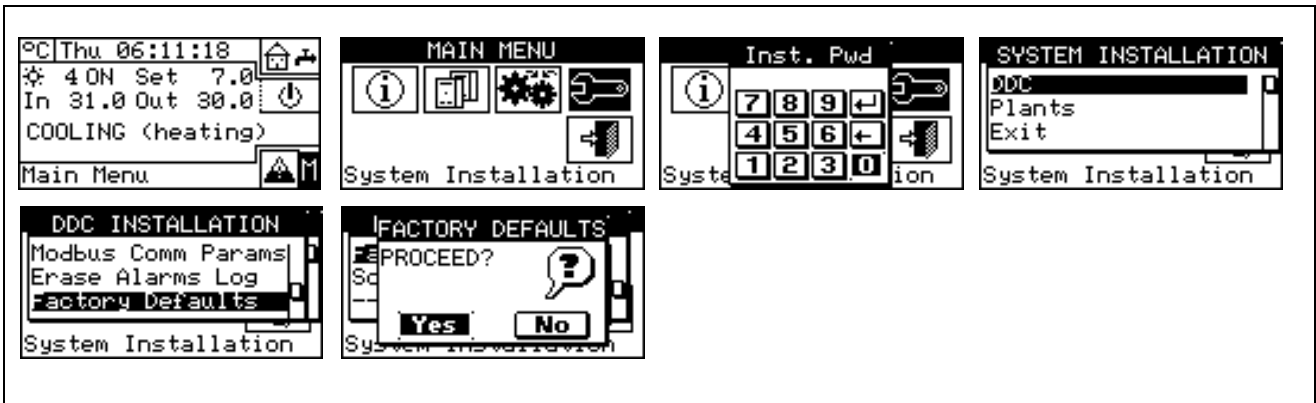 °C Thu 06:11:18
4 ON Set 7.0
In 31.0 Out 30.0
COOLING (heating)
Main Menu M
MAIN MENU
i
System Installation
Inst. Pwd
i
7 8 9
4 5 6
1 2 3 0
Syste ion
SYSTEM INSTALLATION
DDC
Plants
Exit
System Installation
DDC INSTALLATION
Modbus Comm Params
Erase Alarms Log
Factory Defaults
System Installation
FACTORY DEFAULTS
PROCEED? ?
Sc
--
Yes No